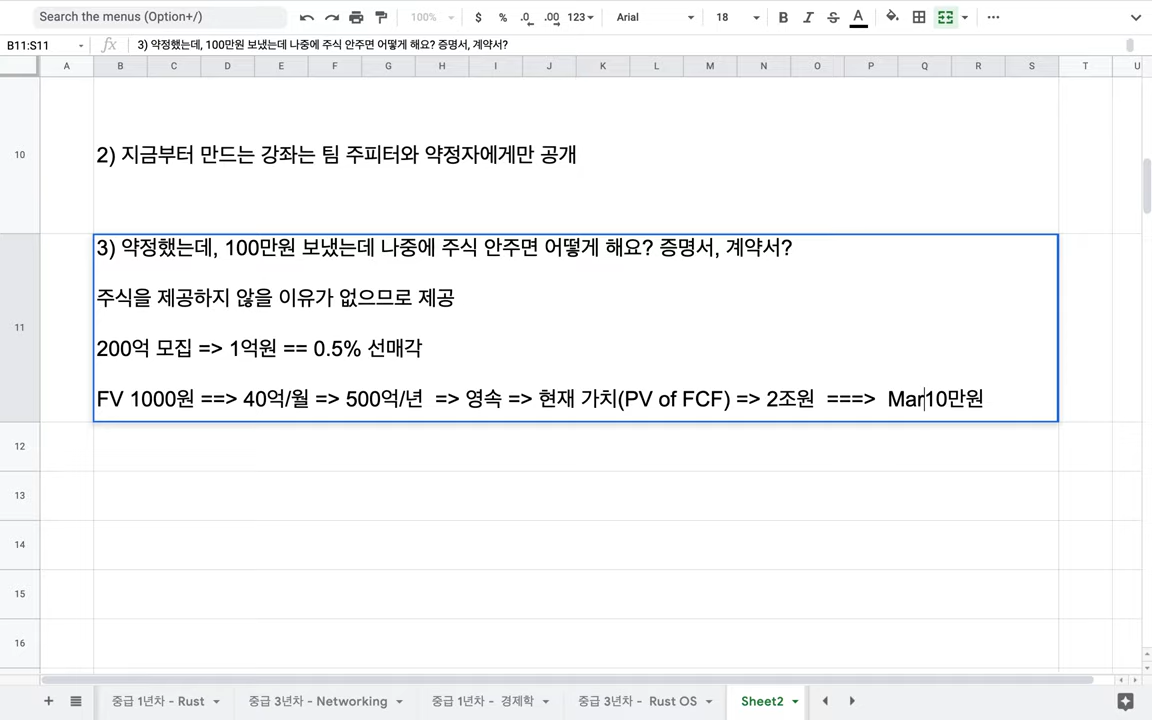 Search the menus (Option+/)
100%
$ % .0 .00 123
Arial
18
B I S A
B11:S11
fx
3) 약정했는데, 100만원 보냈는데 나중에 주식 안주면 어떻게 해요? 증명서, 계약서?
A B C D E F G H I J K L M N O P Q R S T U
10
2) 지금부터 만드는 강좌는 팀 주피터와 약정자에게만 공개
3) 약정했는데, 100만원 보냈는데 나중에 주식 안주면 어떻게 해요? 증명서, 계약서?
주식을 제공하지 않을 이유가 없으므로 제공
11
200억 모집 => 1억원 == 0.5% 선매각
FV 1000원 ==> 40억/월 => 500억/년 => 영속 => 현재 가치(PV of FCF) => 2조원 ===> Mar10만원
12
13
14
15
16
중급 1년차 - Rust
중급 3년차 - Networking
중급 1년차 - 경제학
중급 3년차 - Rust OS
Sheet2